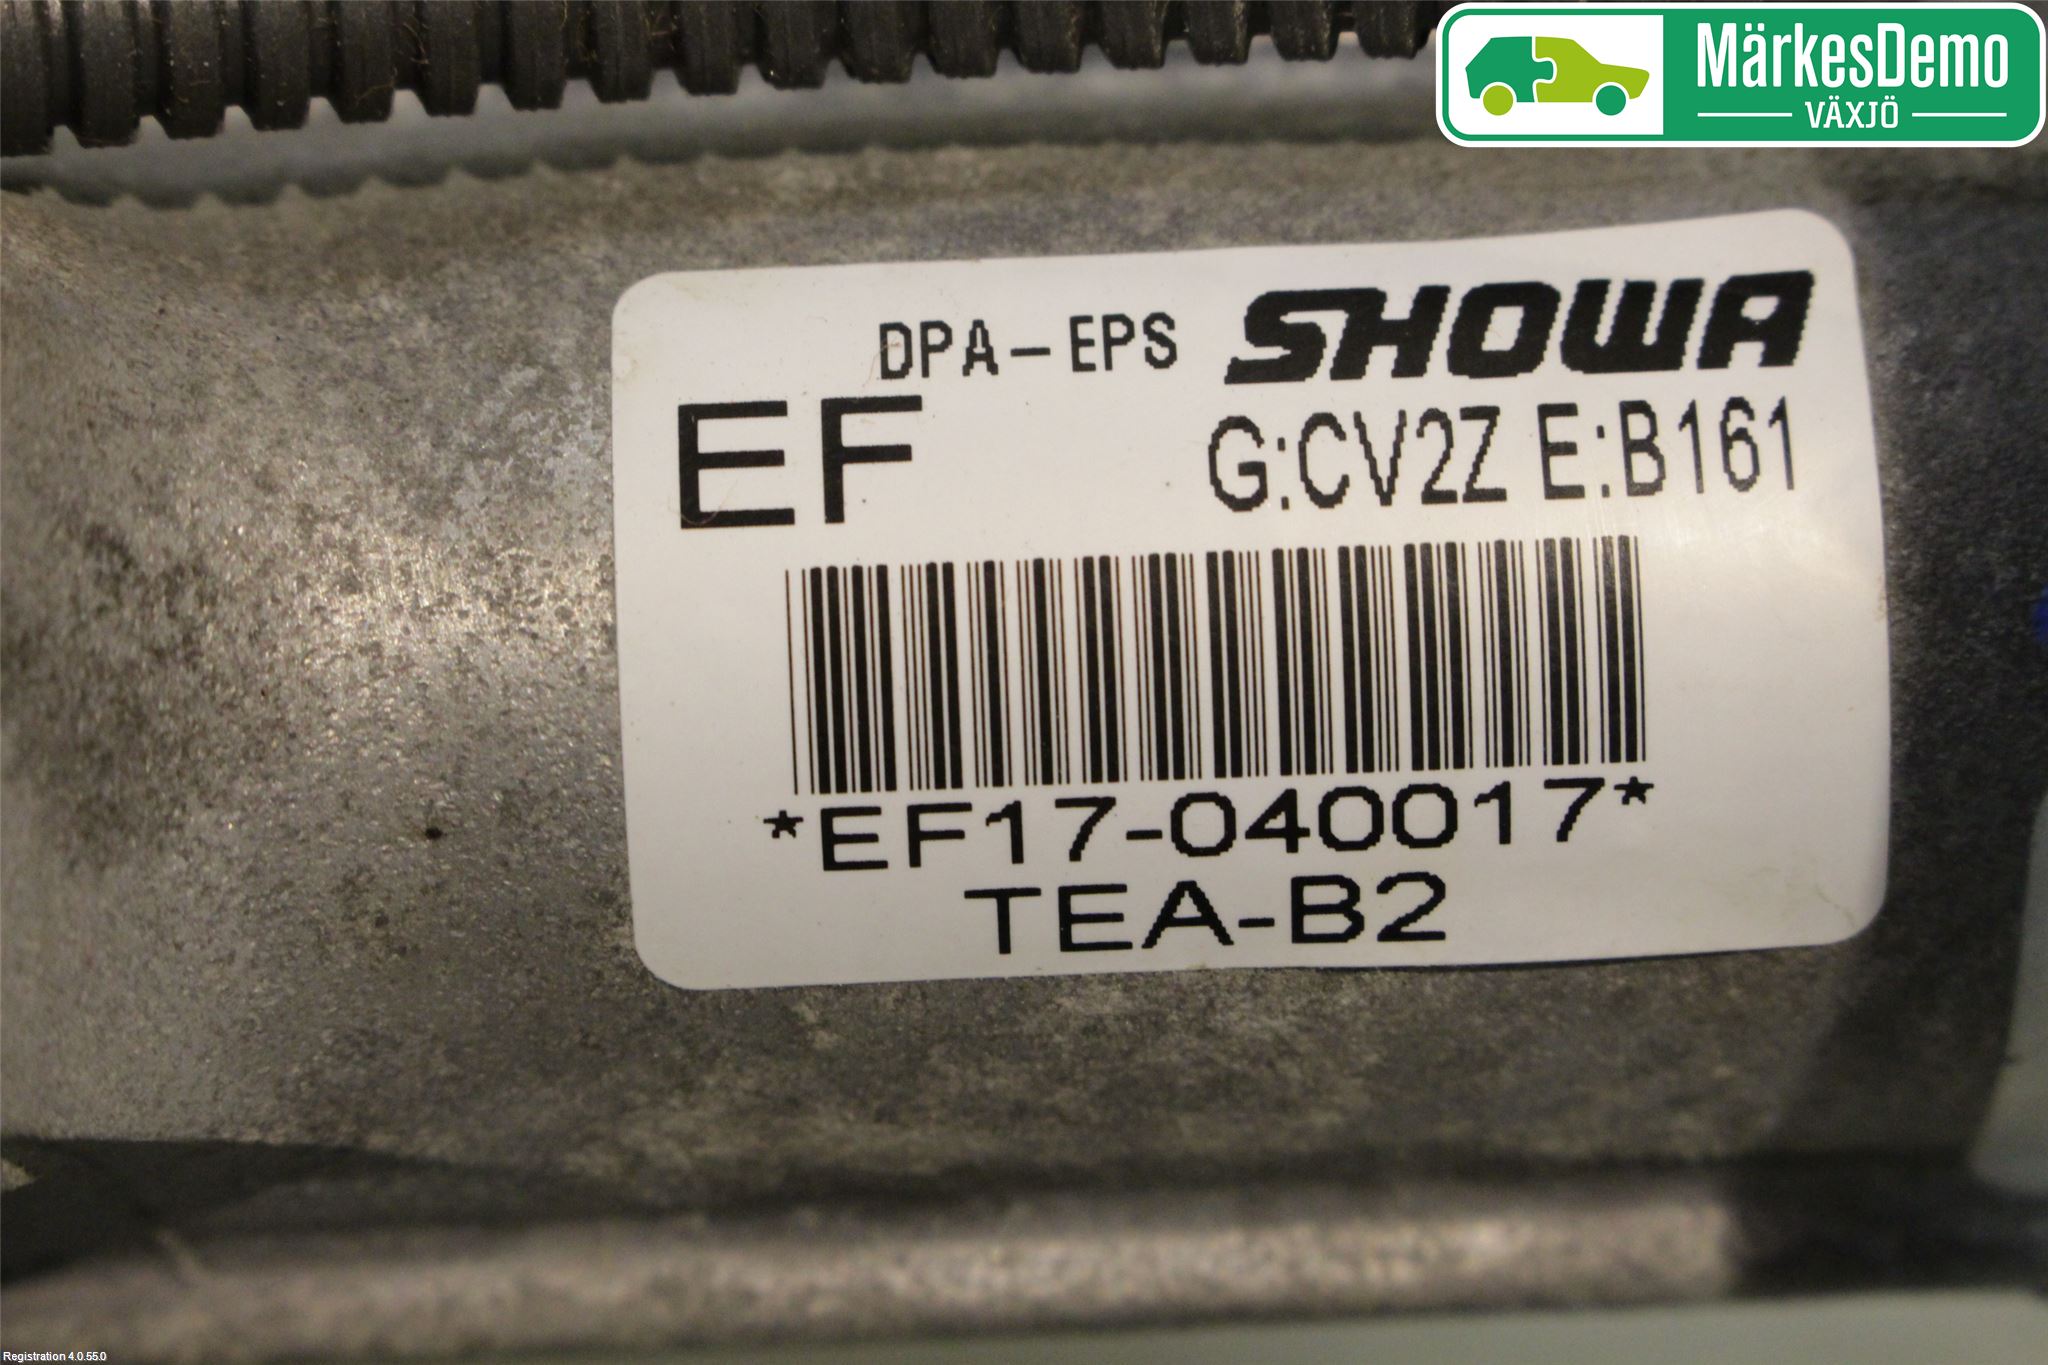 MärkesDemo
VÄXJÖ
DPA-EPS SHOWA
EF G:CV2Z E:B161
*EF17-040017*
TEA-B2
Registration 4.0.55.0